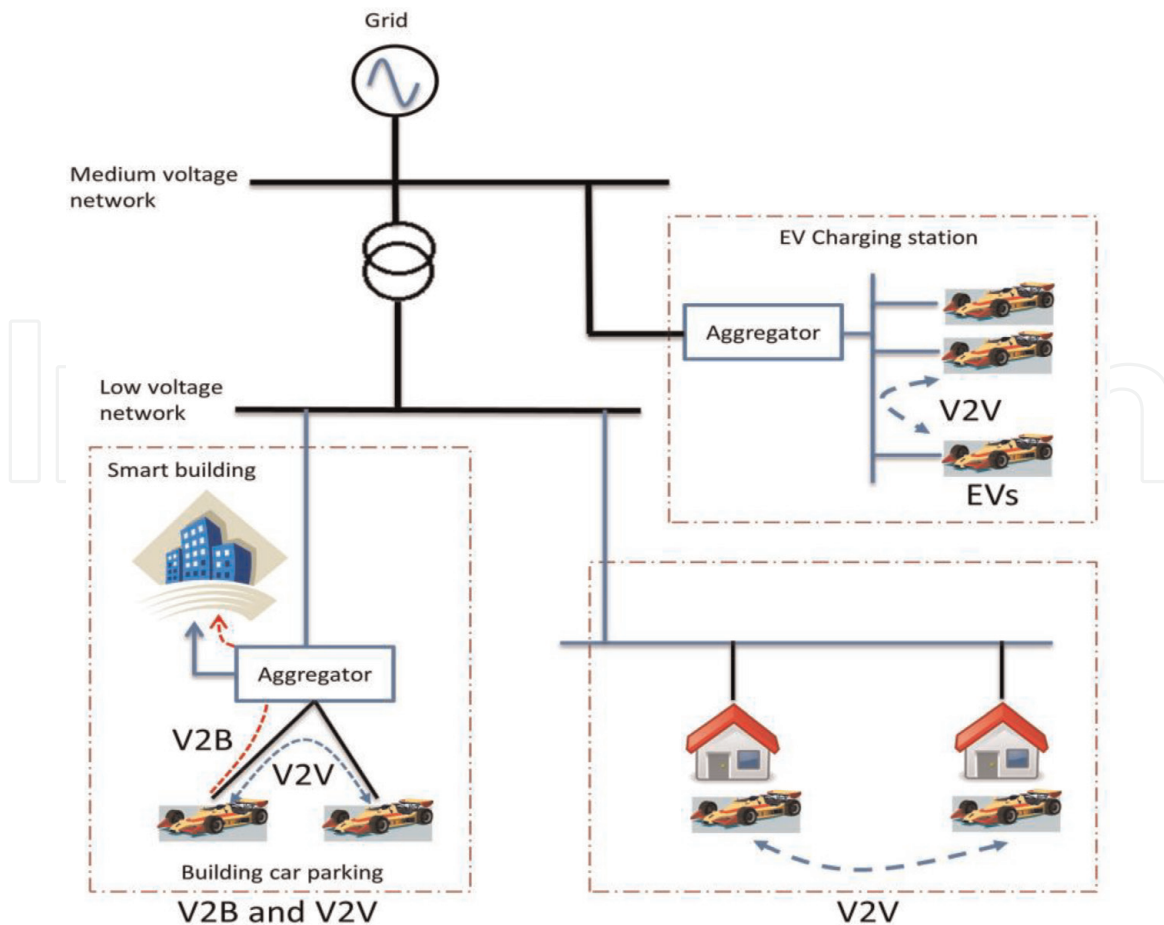 Grid
Medium voltage
network
EV Charging station
Aggregator
V2V
EVs
Low voltage
network
Smart building
Aggregator
V2B
V2V
Building car parking
V2B and V2V
V2V